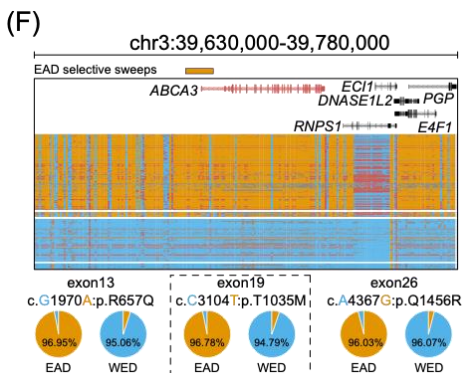 (F)
chr3:39,630,000-39,780,000
EAD selective sweeps
ABCA3 ECI1 PGP
DNASE1L2
RNPS1 E4F1
exon13 exon19 exon26
c.G1970A:p.R657Q c.C3104T:p.T1035M c.A4367G:p.Q1456R
96.95% 95.06% 96.78% 94.79% 96.03% 96.07%
EAD WED EAD WED EAD WED